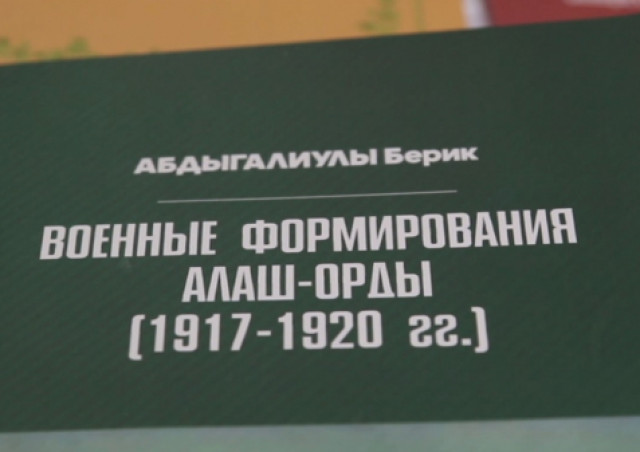 АБДЫГАЛИУЛЫ Берик
ВОЕННЫЕ ФОРМИРОВАНИЯ
АЛАШ-ОРДЫ
(1917-1920 гг.)